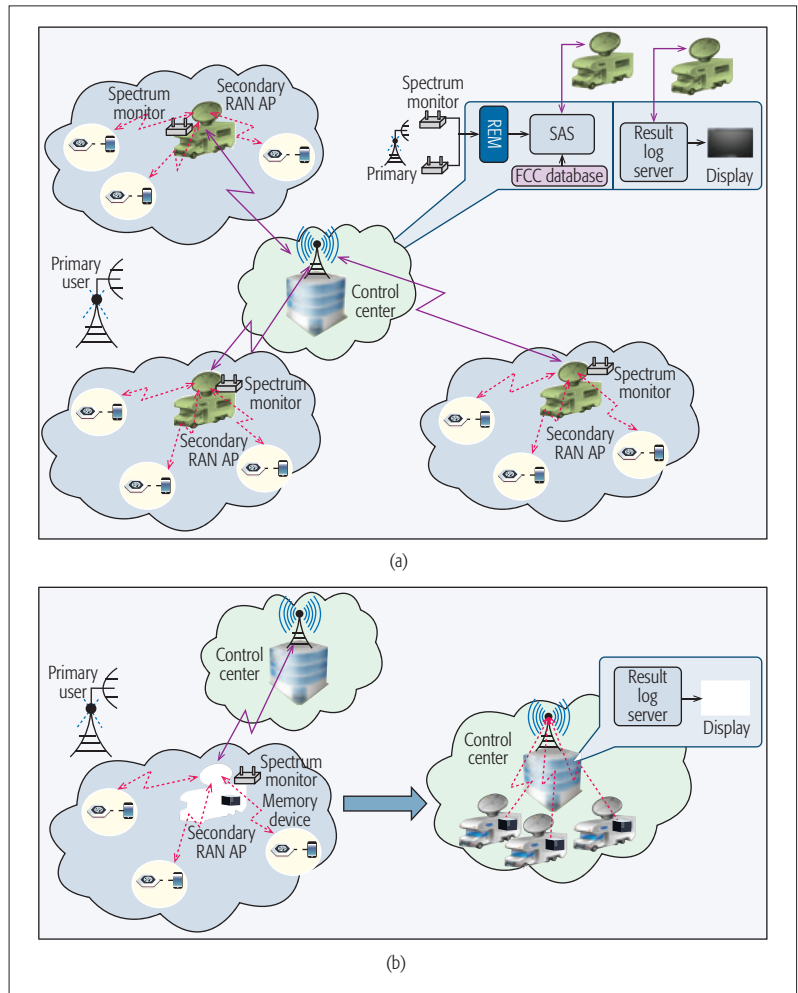 Spectrum
monitor
Secondary
RAN AP
Spectrum
monitor
Primary
REM
SAS
FCC database
Result
log
server
Display
Primary
user
Control
center
Spectrum
monitor
Secondary
RAN AP
Spectrum
monitor
Secondary
RAN AP
(a)
Primary
user
Control
center
Spectrum
monitor
Memory
device
Secondary
RAN AP
Control
center
Result
log
server
Display
(b)